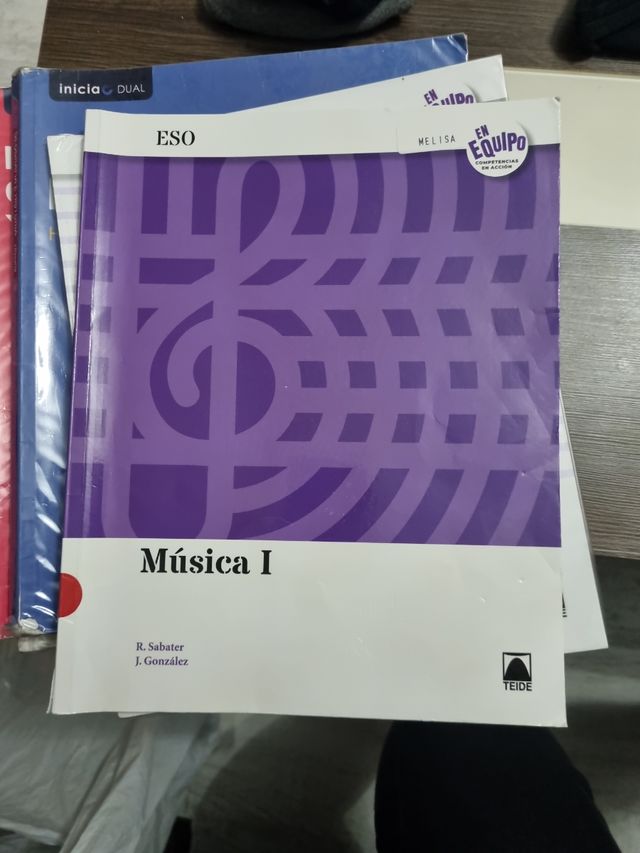 inicia DUAL
EN
EQUIPO
ESO
MELISA
EN
EQUIPO
COMPETENCIAS
EN ACCIÓN
Música I
R. Sabater
J. González
TEIDE